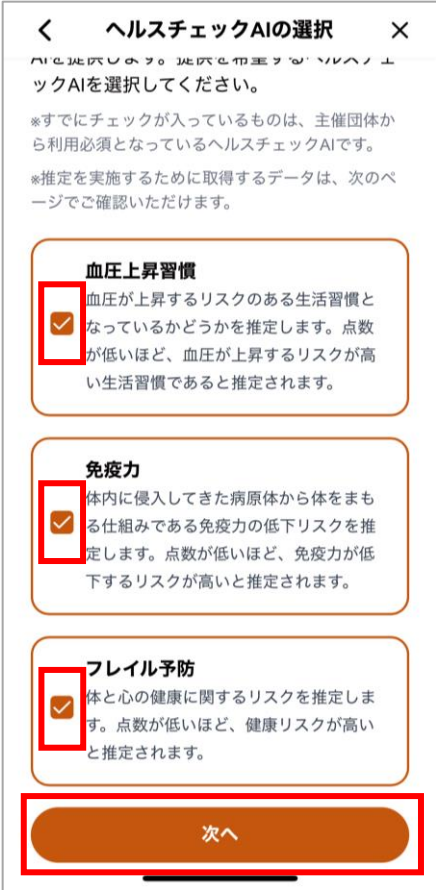 ヘルスチェックAIの選択
AIを提供します。提供を希望するヘルスチェ
ックAIを選択してください。
※すでにチェックが入っているものは、主催団体か
ら利用必須となっているヘルスチェックAIです。
※推定を実施するために取得するデータは、次のペ
ージでご確認いただけます。
血圧上昇習慣
血圧が上昇するリスクのある生活習慣と
なっているかどうかを推定します。点数
が低いほど、血圧が上昇するリスクが高
い生活習慣であると推定されます。
免疫力
体内に侵入してきた病原体から体をまも
る仕組みである免疫力の低下リスクを推
定します。点数が低いほど、免疫力が低
下するリスクが高いと推定されます。
フレイル予防
体と心の健康に関するリスクを推定しま
す。点数が低いほど、健康リスクが高い
と推定されます。
次へ